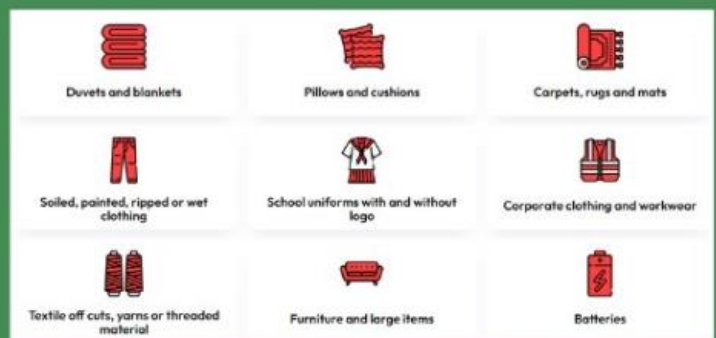 Duvets and blankets
Pillows and cushions
Carpets, rugs and mats
Soiled, painted, ripped or wet
clothing
School uniforms with and without
logo
Corporate clothing and workwear
Textile off cuts, yarns or threaded
material
Furniture and large items
Batteries